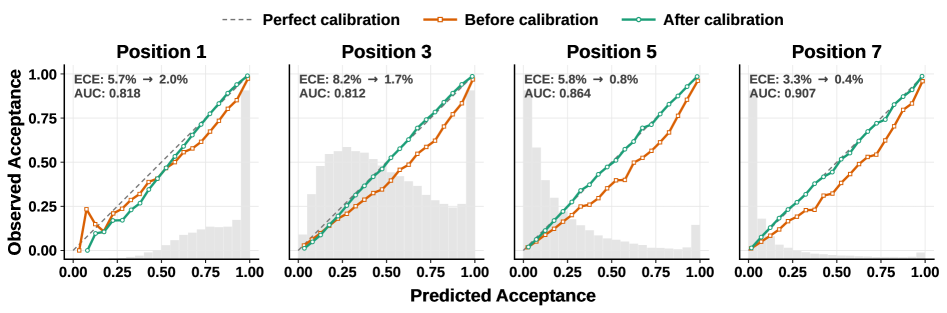 Perfect calibration Before calibration After calibration
Position 1 Position 3 Position 5 Position 7
ECE: 5.7% → 2.0% ECE: 8.2% → 1.7% ECE: 5.8% → 0.8% ECE: 3.3% → 0.4%
AUC: 0.818 AUC: 0.812 AUC: 0.864 AUC: 0.907
Observed Acceptance
1.00
0.75
0.50
0.25
0.00
0.00 0.25 0.50 0.75 1.00 0.00 0.25 0.50 0.75 1.00 0.00 0.25 0.50 0.75 1.00 0.00 0.25 0.50 0.75 1.00
Predicted Acceptance